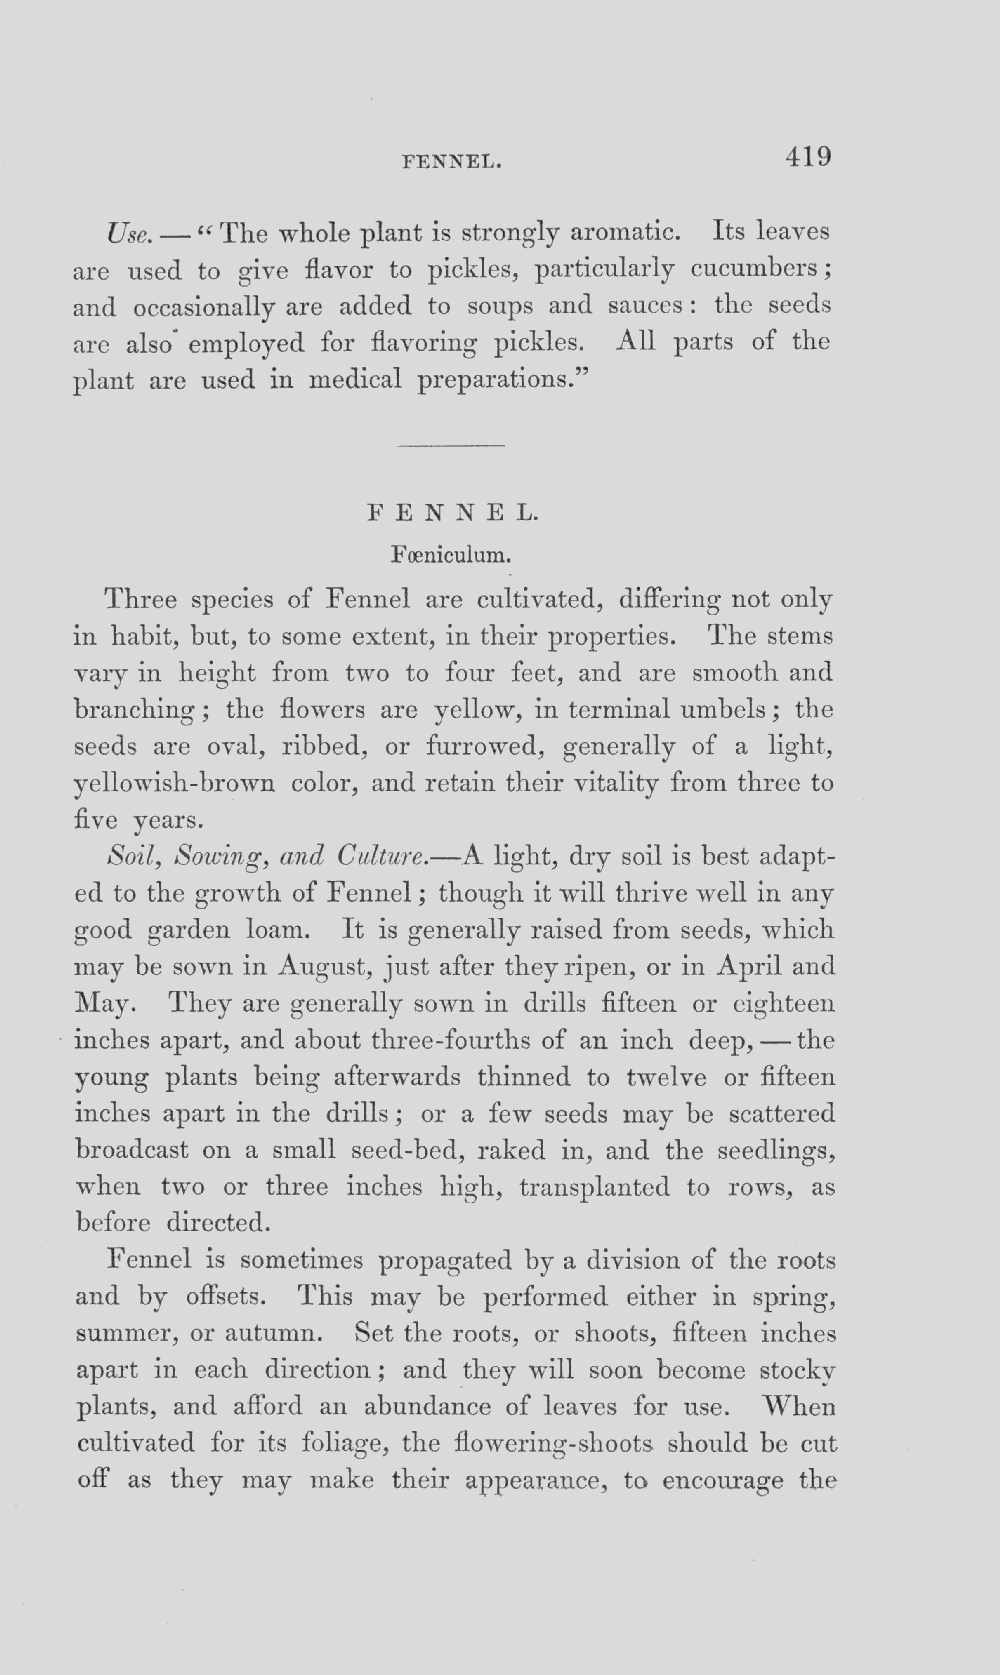 FENNEL. 419
Use. — “ The whole plant is strongly aromatic. Its leaves
are used to give flavor to pickles, particularly cucumbers ;
and occasionally are added to soups and sauces : the seeds
are also employed for flavoring pickles. All parts of the
plant are used in medical preparations.”
FENNEL.
Fœniculum.
Three species of Fennel are cultivated, differing not only
in habit, but, to some extent, in their properties. The stems
vary in height from two to four feet, and are smooth and
branching ; the flowers are yellow, in terminal umbels ; the
seeds are oval, ribbed, or furrowed, generally of a light,
yellowish-brown color, and retain their vitality from three to
five years.
Soil, Sowing, and Culture.—A light, dry soil is best adapt-
ed to the growth of Fennel ; though it will thrive well in any
good garden loam. It is generally raised from seeds, which
may be sown in August, just after they ripen, or in April and
May. They are generally sown in drills fifteen or eighteen
inches apart, and about three-fourths of an inch deep, — the
young plants being afterwards thinned to twelve or fifteen
inches apart in the drills ; or a few seeds may be scattered
broadcast on a small seed-bed, raked in, and the seedlings,
when two or three inches high, transplanted to rows, as
before directed.
Fennel is sometimes propagated by a division of the roots
and by offsets. This may be performed either in spring,
summer, or autumn. Set the roots, or shoots, fifteen inches
apart in each direction ; and they will soon become stocky
plants, and afford an abundance of leaves for use. When
cultivated for its foliage, the flowering-shoots should be cut
off as they may make their appearance, to encourage the